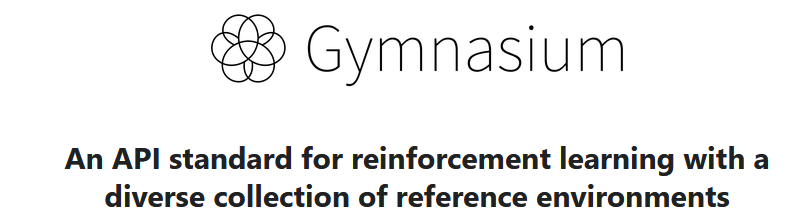 Gymnasium
An API standard for reinforcement learning with a
diverse collection of reference environments